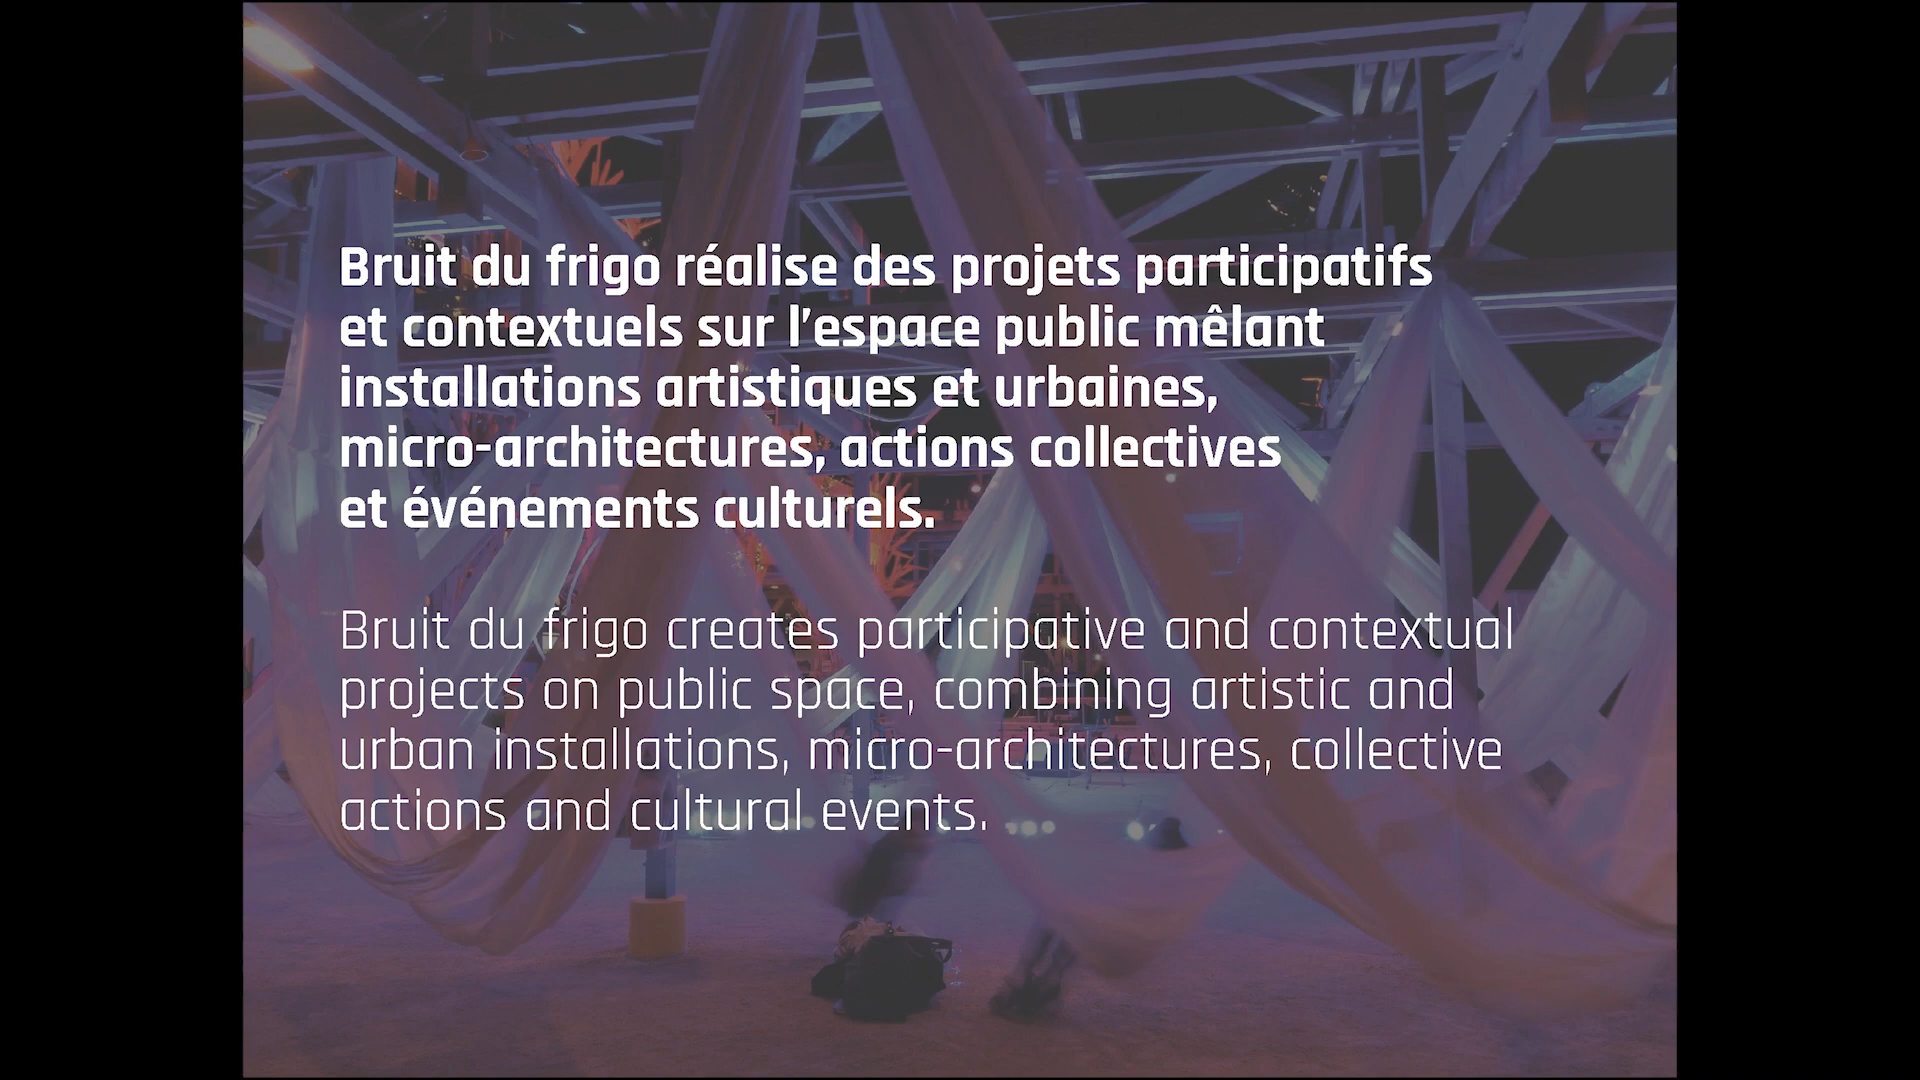 Bruit du frigo réalise des projets participatifs
et contextuels sur l’espace public mêlant
installations artistiques et urbaines,
micro-architectures, actions collectives
et événements culturels.
Bruit du frigo creates participative and contextual
projects on public space, combining artistic and
urban installations, micro-architectures, collective
actions and cultural events.